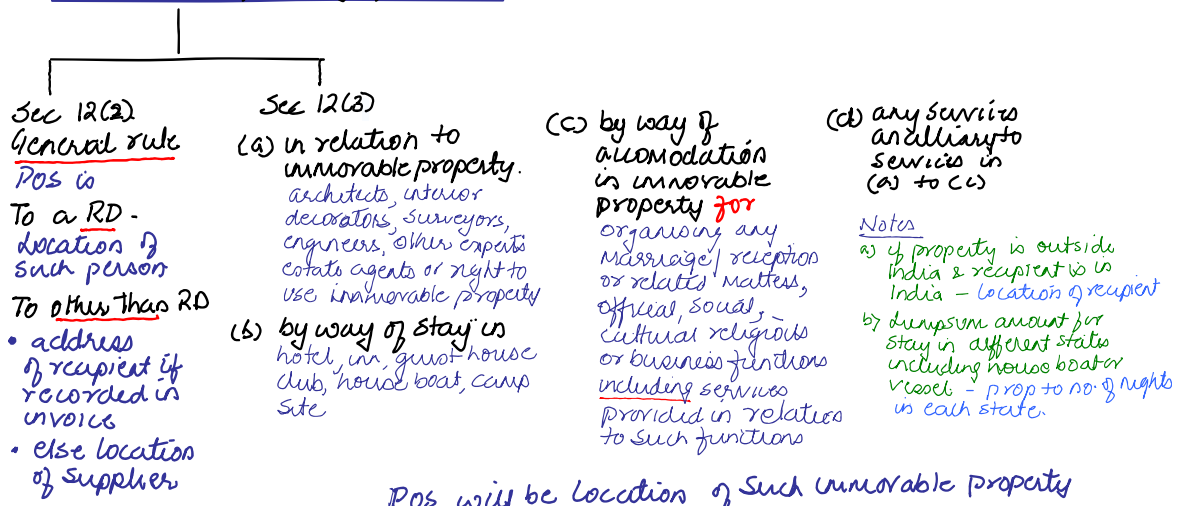 Sec 12(2)
General rule
POS is
To a RD -
Location of
such person
To other than RD
• address
of recipient if
recorded in
invoice
• else location
of supplier
Sec 12(3)
(a) in relation to
immovable property.
architects, interior
decorators, surveyors,
engineers, other experts
estate agents or right to
use immovable property
(b) by way of stay in
hotel, inn, guest house
club, house boat, camp
site
(c) by way of
accomodation
in immovable
property for
organising any
marriage/ reception
or related matters,
official, social,
cultural religious
or business functions
including services
provided in relation
to such functions
(d) any services
ancilliary to
services in
(a) to (c)
Notes
a) if property is outside
India & recipient is in
India - Location of recipient
b) lumpsum amount for
stay in different states
including house boat or
vessel - prop to no. of nights
in each state.
POS will be Location of such immovable property